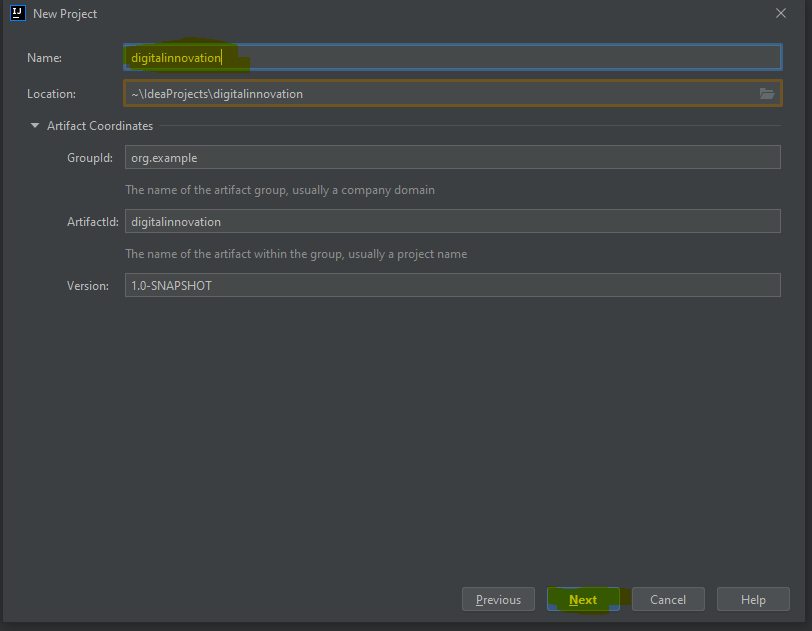 IJ New Project
Name: digitalinnovation
Location: ~\IdeaProjects\digitalinnovation
Artifact Coordinates
GroupId: org.example
The name of the artifact group, usually a company domain
ArtifactId: digitalinnovation
The name of the artifact within the group, usually a project name
Version: 1.0-SNAPSHOT
Previous Next Cancel Help